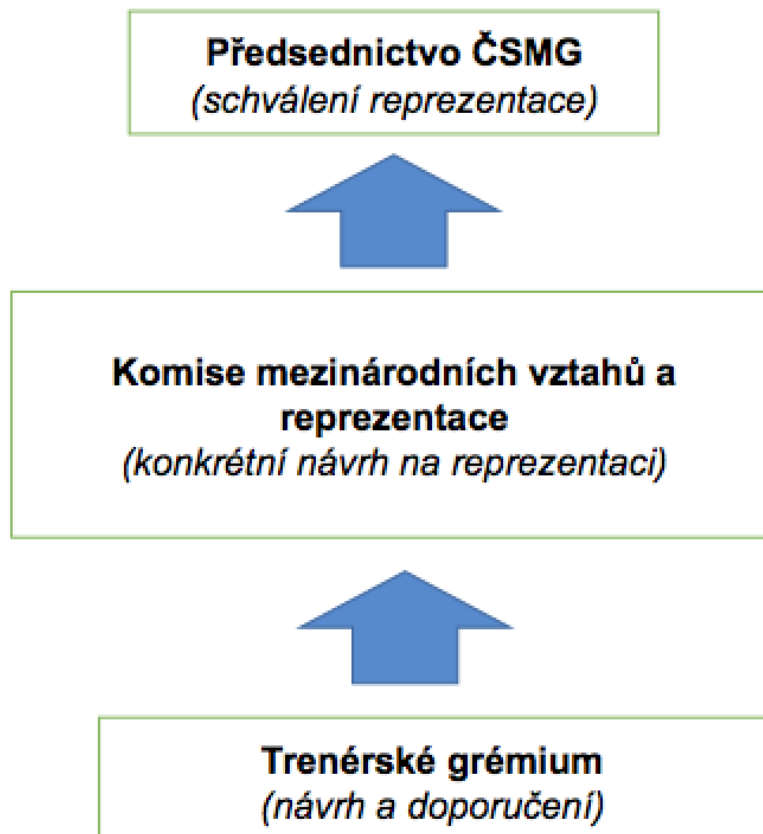 Předsednictvo ČSMG
(schválení reprezentace)
Komise mezinárodních vztahů a
reprezentace
(konkrétní návrh na reprezentaci)
Trenérské grémium
(návrh a doporučení)